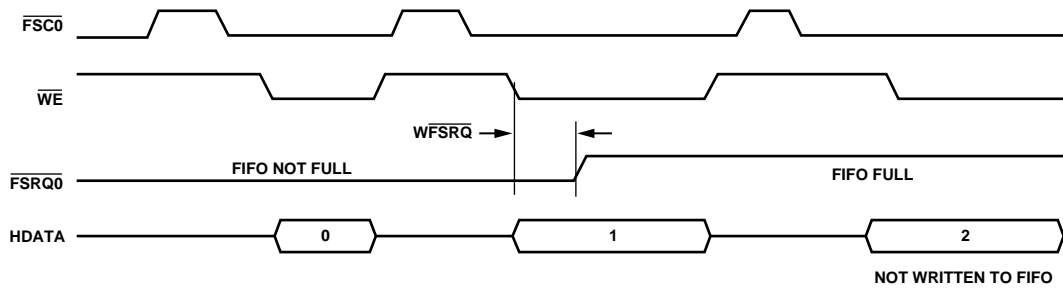 FSC0
WE
WFSRQ
FSRQ0
FIFO NOT FULL
FIFO FULL
HDATA
0
1
2
NOT WRITTEN TO FIFO